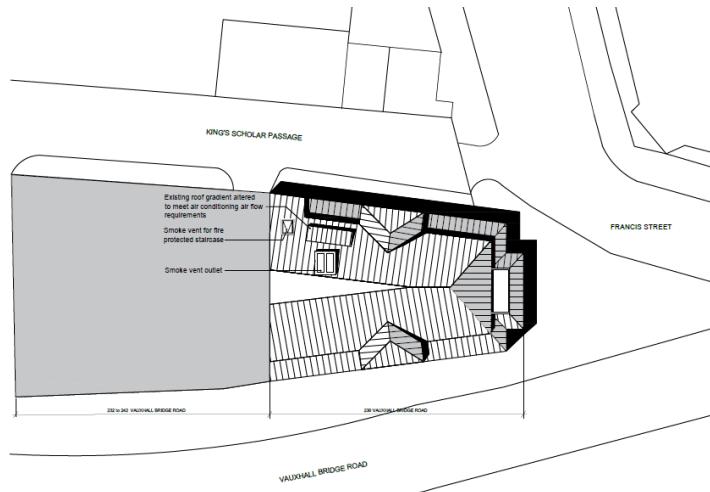 KING'S SCHOLAR PASSAGE
Existing roof gradient altered
to meet air conditioning air flow
requirements
Smoke vent for fire
protected staircase
Smoke vent outlet
FRANCIS STREET
232 to 242 VAUXHALL BRIDGE ROAD
230 VAUXHALL BRIDGE ROAD
VAUXHALL BRIDGE ROAD